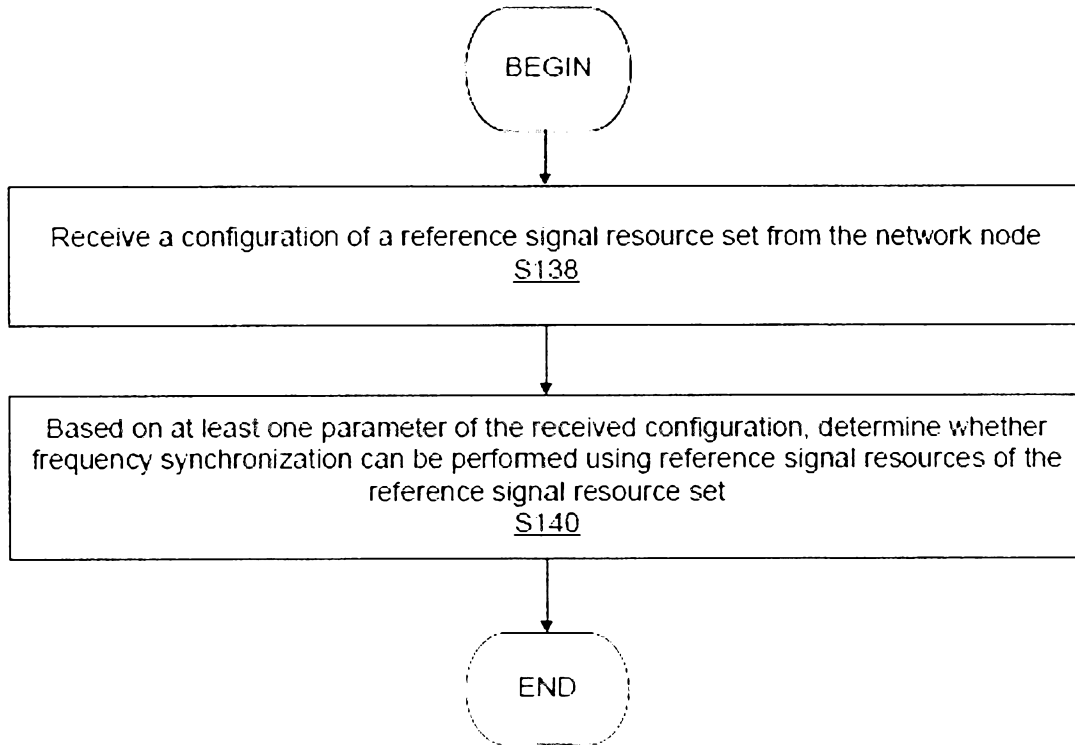 BEGIN
Receive a configuration of a reference signal resource set from the network node
S138
Based on at least one parameter of the received configuration, determine whether
frequency synchronization can be performed using reference signal resources of the
reference signal resource set
S140
END